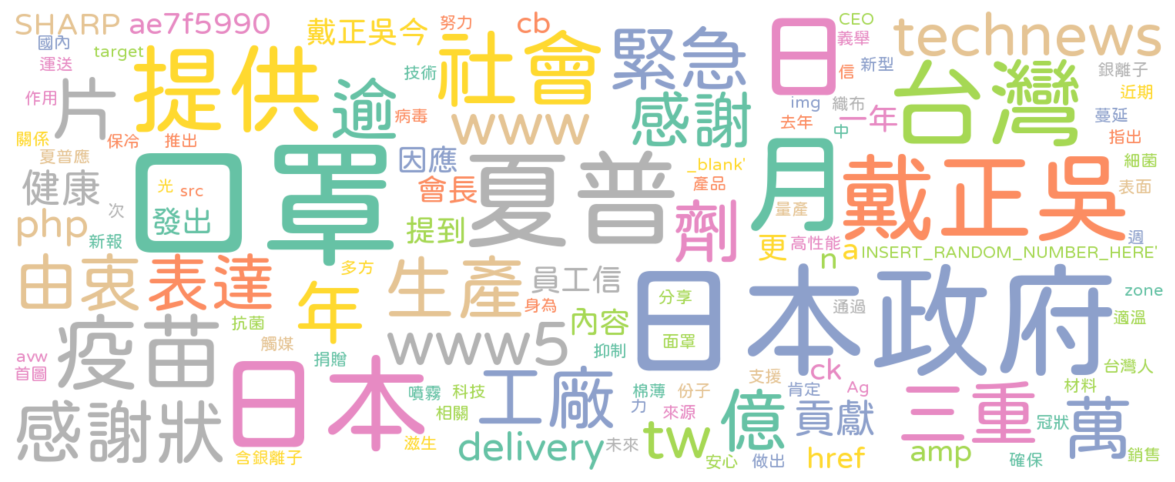 SHARP ae7f5990 戴正吳今 努力 cb 日 CEO technews
國內 target 提供 社會 緊急 義舉
運送 技術 信 新型 台灣 銀離子
作用 片 逾 病毒 www 感謝 img 織布 一年 近期
關係 保冷 推出 去年 中 蔓延 指出
夏普應 口罩 因應 夏普 _blank' 月 戴正吳 細菌
健康 光 src 會長 產品 表面
php 次 發出 提到 劑 量產
新報 更 高性能 a n INSERT_RANDOM_NUMBER_HERE' 週
由衷 表達 多方 年 生產 員工信 日本政府 zone
身為 分享 通過
疫苗 抗菌 www5 內容 面罩 適溫
avw 觸媒 抑制
首圖 捐贈 日本 ck 台灣人
噴霧 科技 工廠 棉薄 支援 份子 肯定 Ag 三重 材料
感謝狀 相關 力 來源 億 貢獻 冠狀 萬
滋生 delivery 未來 tw amp
含銀離子 安心 做出 href 確保 銷售